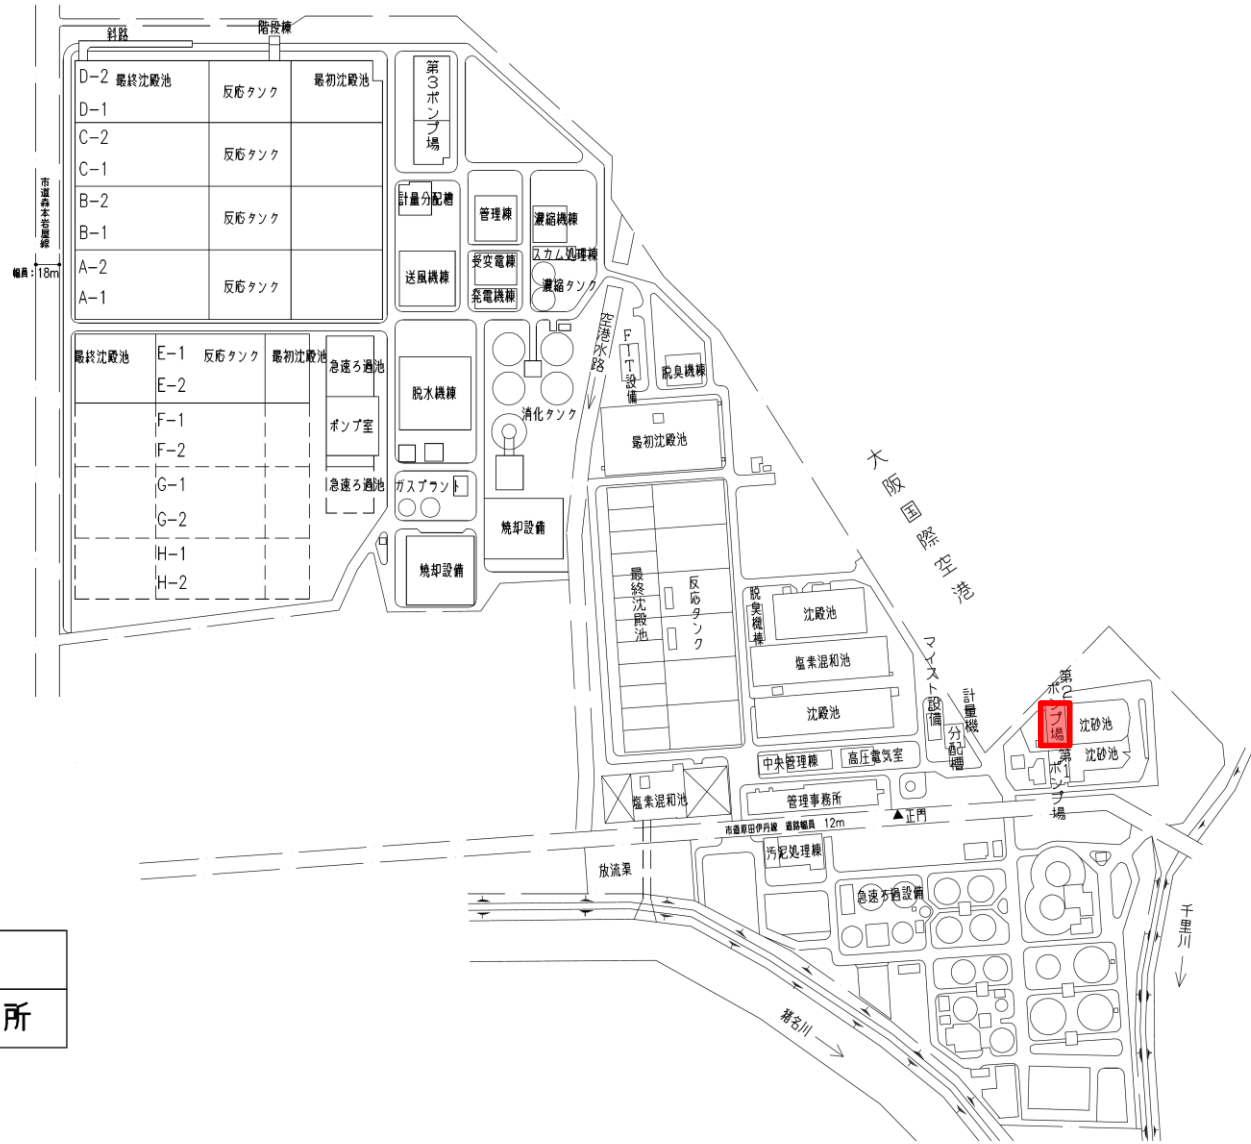 斜路
階段棟
D-2
最終沈殿池
反応タンク
最初沈殿池
D-1
C-2
反応タンク
C-1
B-2
反応タンク
B-1
A-2
反応タンク
A-1
市道森本岩屋線
幅員:18m
第3ポンプ場
計量分配槽
管理棟
濃縮機棟
スカム処理棟
受変電棟
送風機棟
発電機棟
濃縮タンク
最終沈殿池
E-1
反応タンク
最初沈殿池
急速ろ過池
E-2
F-1
ポンプ室
F-2
G-1
急速ろ過池
G-2
H-1
H-2
脱水機棟
消化タンク
ガスプラント
焼却設備
焼却設備
空港水路
FIT設備
脱臭機棟
最初沈殿池
大阪国際空港
最終沈殿池
反応タンク
脱臭機棟
沈殿池
塩素混和池
沈殿池
マイスト設備
計量機
分配槽
第2ポンプ場
沈砂池
第1ポンプ場
沈砂池
中央管理棟
高圧電気室
塩素混和池
管理事務所
市道原田伊丹線 道路幅員 12m
▲正門
汚泥処理棟
放流渠
急速ろ過設備
千里川
猪名川
所